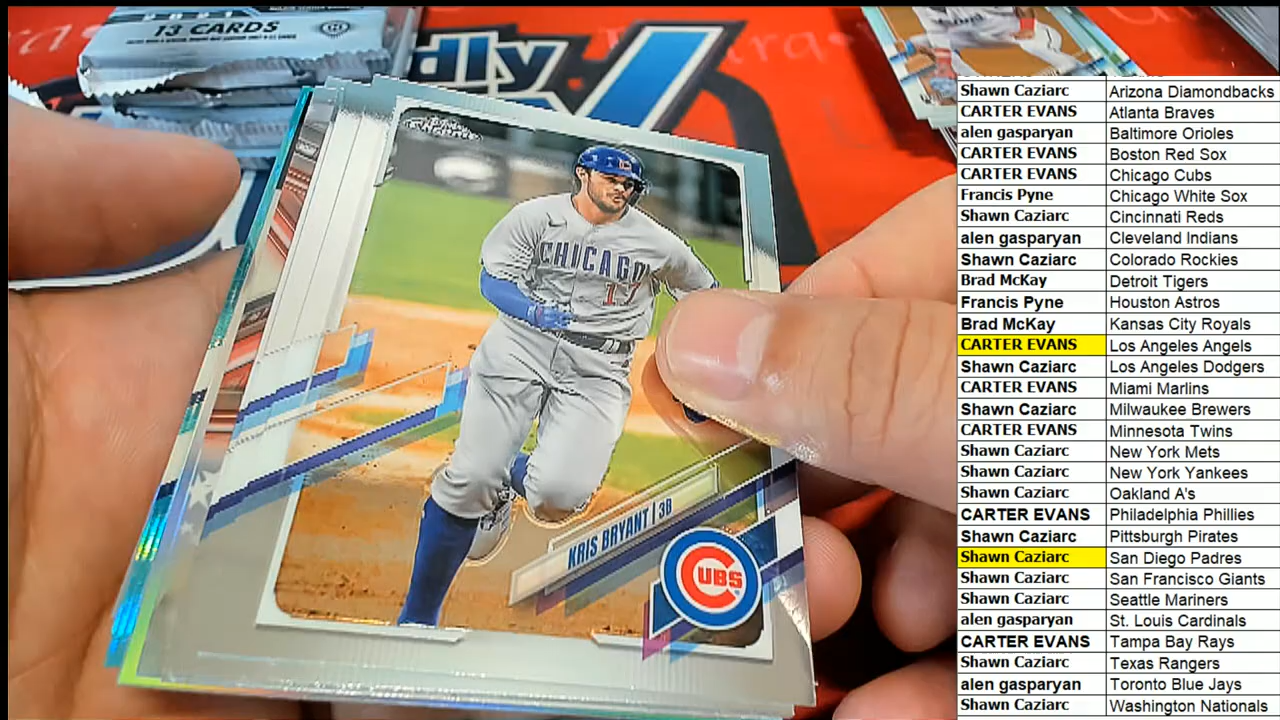 13 CARDS
dly
CHICAGO
17
KRIS BRYANT | 3B
CUBS
Shawn Caziarc Arizona Diamondbacks
CARTER EVANS Atlanta Braves
alen gasparyan Baltimore Orioles
CARTER EVANS Boston Red Sox
CARTER EVANS Chicago Cubs
Francis Pyne Chicago White Sox
Shawn Caziarc Cincinnati Reds
alen gasparyan Cleveland Indians
Shawn Caziarc Colorado Rockies
Brad McKay Detroit Tigers
Francis Pyne Houston Astros
Brad McKay Kansas City Royals
CARTER EVANS Los Angeles Angels
Shawn Caziarc Los Angeles Dodgers
CARTER EVANS Miami Marlins
Shawn Caziarc Milwaukee Brewers
CARTER EVANS Minnesota Twins
Shawn Caziarc New York Mets
Shawn Caziarc New York Yankees
Shawn Caziarc Oakland A's
CARTER EVANS Philadelphia Phillies
Shawn Caziarc Pittsburgh Pirates
Shawn Caziarc San Diego Padres
Shawn Caziarc San Francisco Giants
Shawn Caziarc Seattle Mariners
alen gasparyan St. Louis Cardinals
CARTER EVANS Tampa Bay Rays
Shawn Caziarc Texas Rangers
alen gasparyan Toronto Blue Jays
Shawn Caziarc Washington Nationals